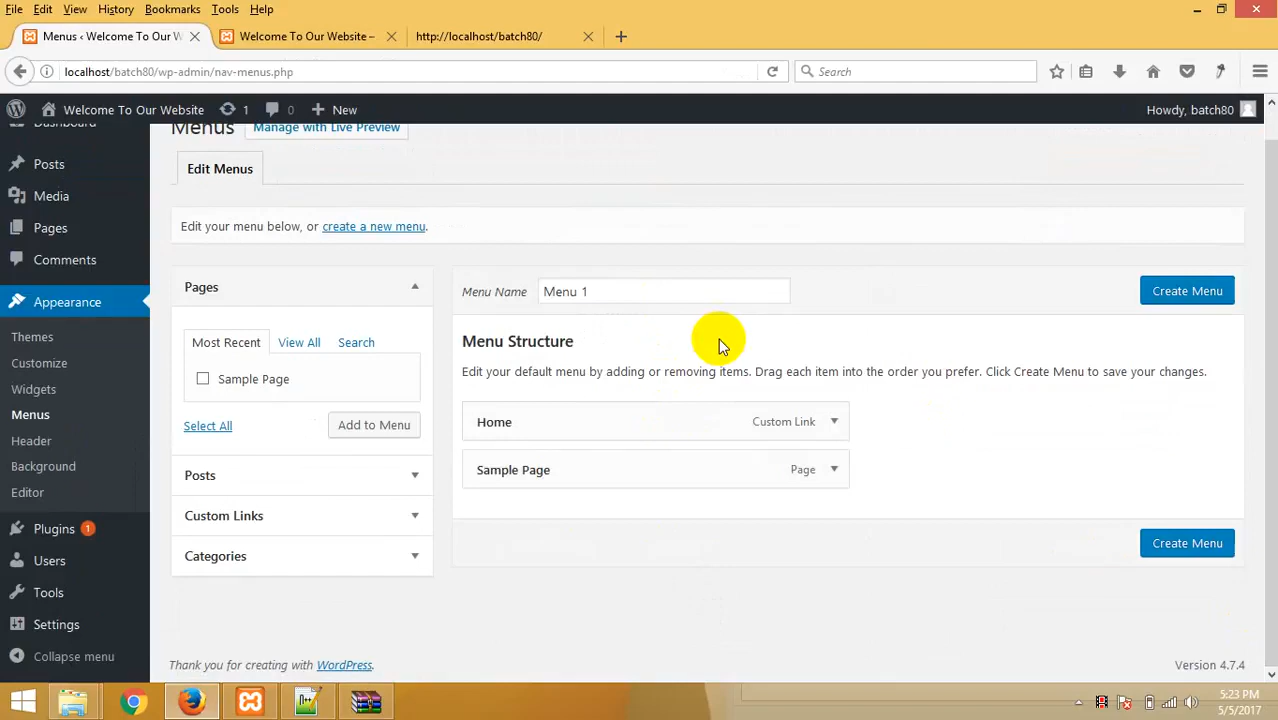 File Edit View History Bookmarks Tools Help
Menus ‹ Welcome To Our W
Welcome To Our Website –
http://localhost/batch80/
localhost/batch80/wp-admin/nav-menus.php
Search
Welcome To Our Website
1
0
New
Howdy, batch80
Dashboard
Posts
Media
Pages
Comments
Appearance
Themes
Customize
Widgets
Menus
Header
Background
Editor
Plugins 1
Users
Tools
Settings
Collapse menu
Menus
Manage with Live Preview
Edit Menus
Edit your menu below, or create a new menu.
Pages
Most Recent
View All
Search
Sample Page
Select All
Add to Menu
Posts
Custom Links
Categories
Menu Name
Menu 1
Create Menu
Menu Structure
Edit your default menu by adding or removing items. Drag each item into the order you prefer. Click Create Menu to save your changes.
Home
Custom Link
Sample Page
Page
Create Menu
Thank you for creating with WordPress.
Version 4.7.4
5:23 PM
5/5/2017